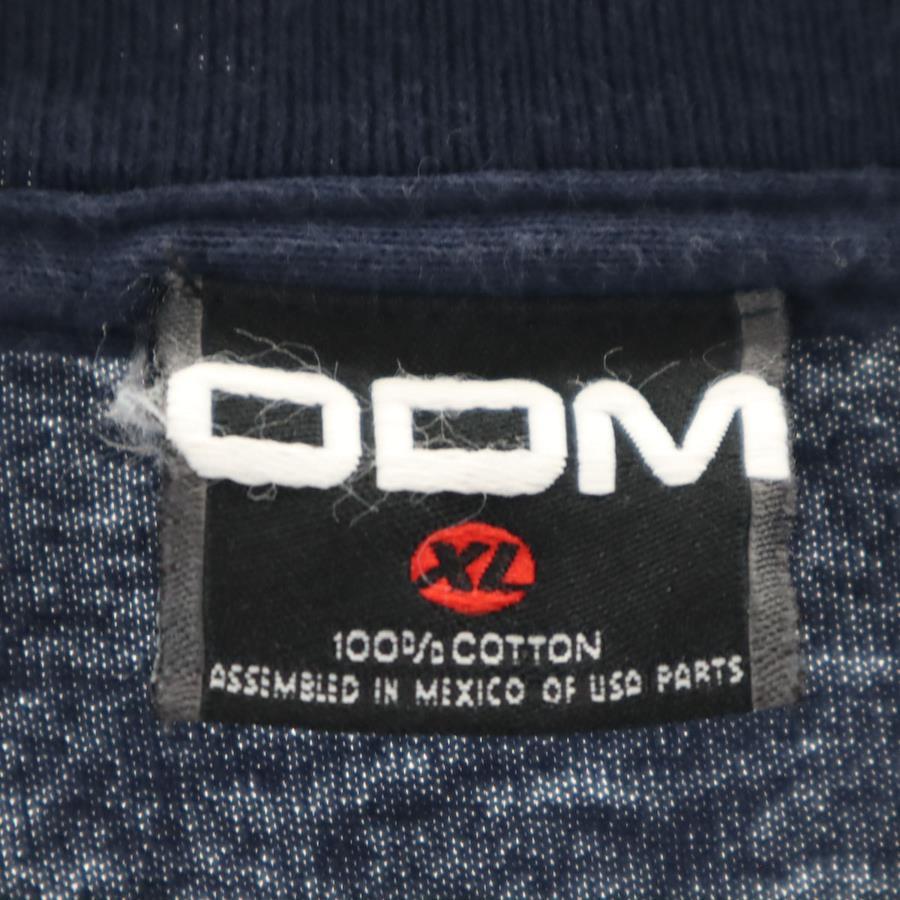 ODM
XL
100% COTTON
ASSEMBLED IN MEXICO OF USA PARTS